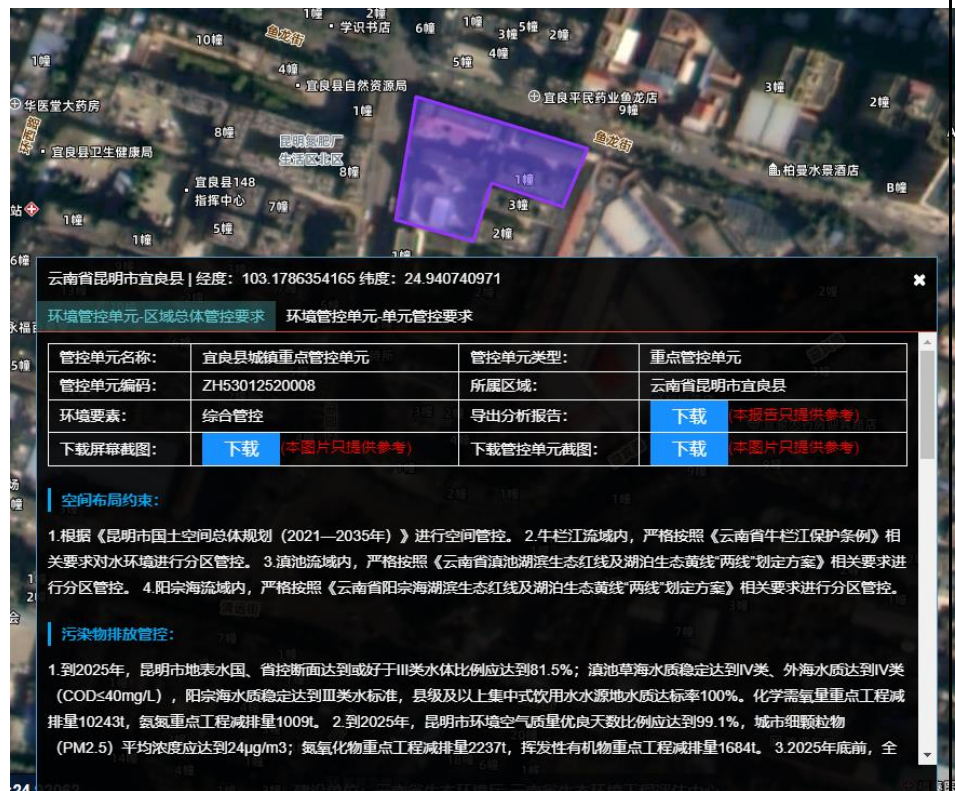 1幢
2幢
学识书店
6幢
1幢
3幢
5幢
2幢
10幢
鱼龙街
4幢
5幢
1幢
4幢
宜良县自然资源局
3幢
华医堂大药房
1幢
宜良平民药业鱼龙店
9幢
2幢
环西路
8幢
昆明氮肥厂
生活区北区
鱼龙街
宜良县卫生健康局
8幢
宜良县148
指挥中心
1幢
柏曼水景酒店
B幢
站
7幢
3幢
1幢
5幢
2幢
1幢
1幢
6幢
云南省昆明市宜良县 | 经度：103.1786354165 纬度：24.940740971
环境管控单元-区域总体管控要求 环境管控单元-单元管控要求
永福
5幢
管控单元名称： 宜良县城镇重点管控单元 管控单元类型： 重点管控单元
管控单元编码： ZH53012520008 所属区域： 云南省昆明市宜良县
环境要素： 综合管控 导出分析报告： 下载 (本报告只提供参考)
下载屏幕截图： 下载 (本图片只提供参考) 下载管控单元截图： 下载 (本图片只提供参考)
空间布局约束：
1.根据《昆明市国土空间总体规划（2021—2035年）》进行空间管控。 2.牛栏江流域内，严格按照《云南省牛栏江保护条例》相
关要求对水环境进行分区管控。 3.滇池流域内，严格按照《云南省滇池湖滨生态红线及湖泊生态黄线“两线”划定方案》相关要求进
行分区管控。 4.阳宗海流域内，严格按照《云南省阳宗海湖滨生态红线及湖泊生态黄线“两线”划定方案》相关要求进行分区管控。
污染物排放管控：
1.到2025年，昆明市地表水国、省控断面达到或好于III类水体比例应达到81.5%；滇池草海水质稳定达到IV类、外海水质达到IV类
（COD≤40mg/L），阳宗海水质稳定达到Ⅲ类水标准，县级及以上集中式饮用水水源地水质达标率100%。化学需氧量重点工程减
排量10243t，氨氮重点工程减排量1009t。 2.到2025年，昆明市环境空气质量优良天数比例应达到99.1%，城市细颗粒物
（PM2.5）平均浓度应达到24μg/m3；氮氧化物重点工程减排量2237t，挥发性有机物重点工程减排量1684t。 3.2025年底前，全